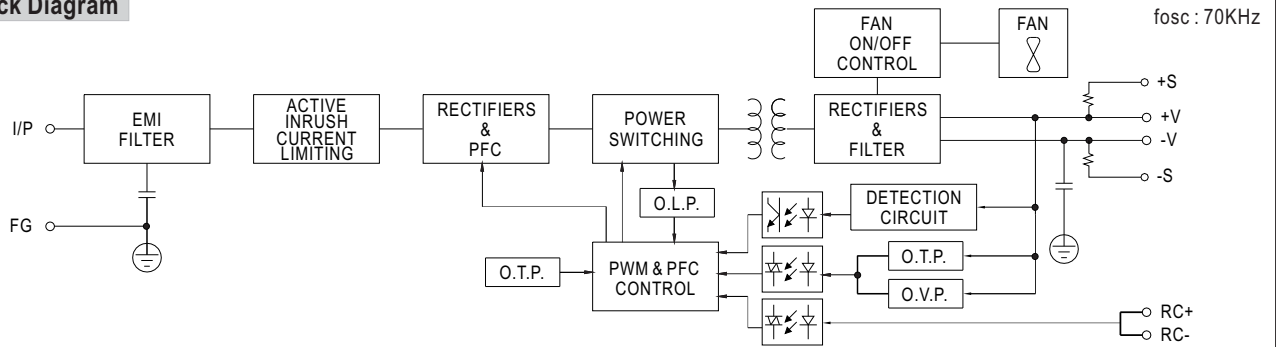 ck Diagram
fosc : 70KHz
FAN
ON/OFF
CONTROL
FAN
+S
I/P
EMI
FILTER
ACTIVE
INRUSH
CURRENT
LIMITING
RECTIFIERS
&
PFC
POWER
SWITCHING
RECTIFIERS
&
FILTER
+V
-V
-S
O.L.P.
DETECTION
CIRCUIT
FG
O.T.P.
PWM & PFC
CONTROL
O.T.P.
O.V.P.
RC+
RC-